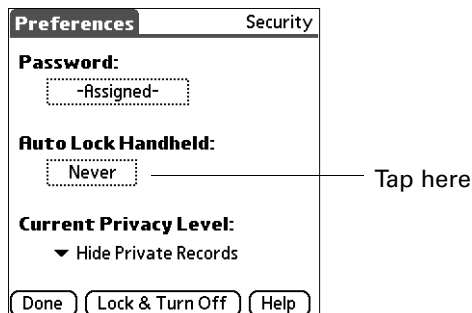 Preferences Security
Password:
-Assigned-
Auto Lock Handheld:
Never
Tap here
Current Privacy Level:
Hide Private Records
Done Lock & Turn Off Help